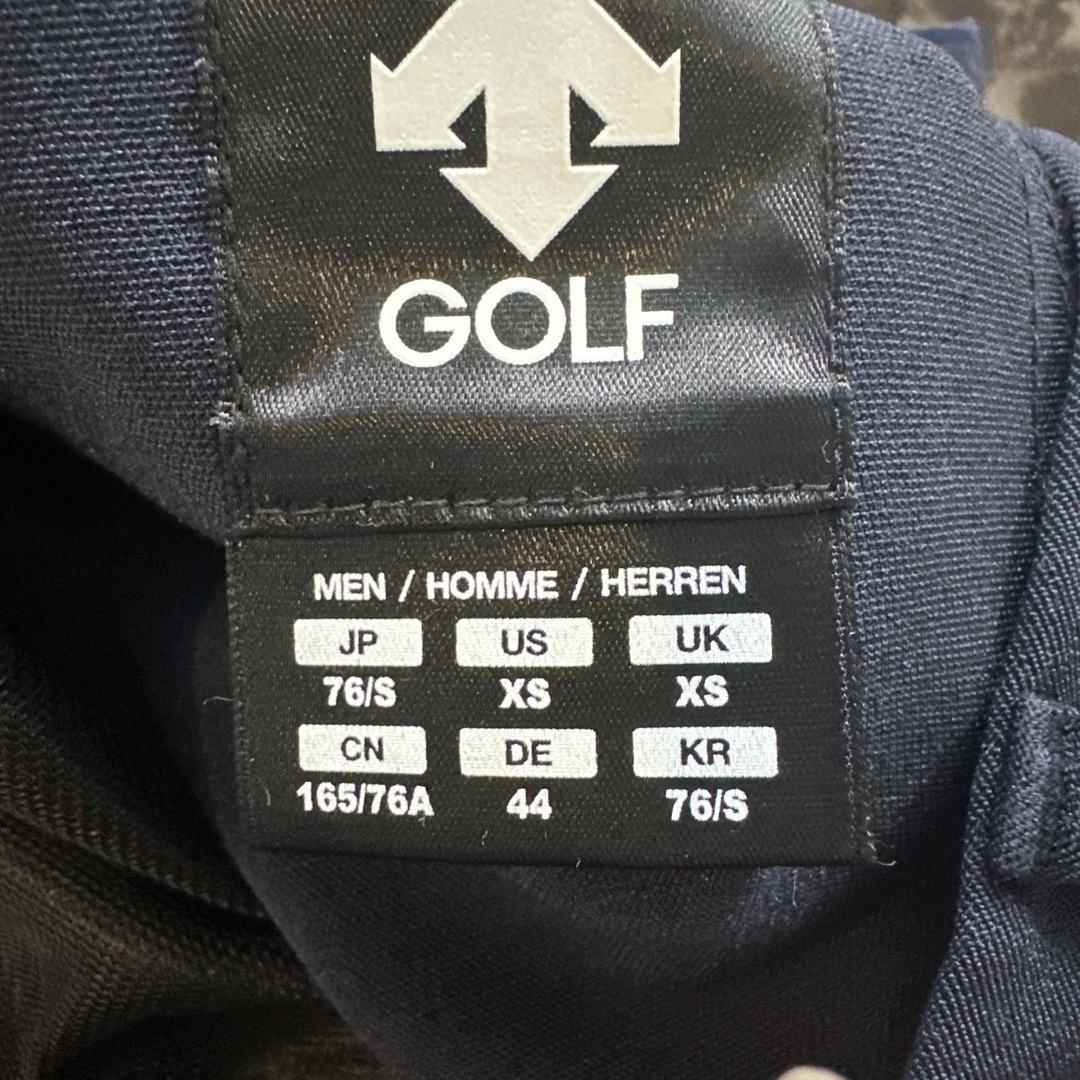 GOLF
MEN / HOMME / HERREN
JP US UK
76/S XS XS
CN DE KR
165/76A 44 76/S